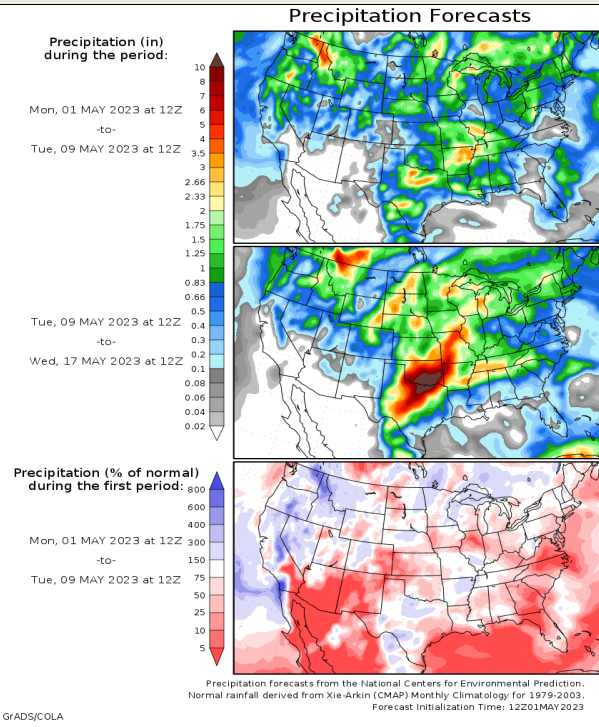 Precipitation Forecasts
Precipitation (in)
during the period:
Mon, 01 MAY 2023 at 12Z
-to-
Tue, 09 MAY 2023 at 12Z
10
8
7
6
5
4
3.5
3
2.66
2.33
2
1.75
1.5
1.25
1
0.83
0.66
0.5
0.4
0.3
0.2
0.1
0.08
0.06
0.04
0.02
Tue, 09 MAY 2023 at 12Z
-to-
Wed, 17 MAY 2023 at 12Z
Precipitation (% of normal)
during the first period:
Mon, 01 MAY 2023 at 12Z
-to-
Tue, 09 MAY 2023 at 12Z
800
600
400
300
150
75
50
25
10
5
Precipitation forecasts from the National Centers for Environmental Prediction.
Normal rainfall derived from Xie-Arkin (CMAP) Monthly Climatology for 1979-2003.
Forecast Initialization Time: 12Z01MAY2023
GrADS/COLA